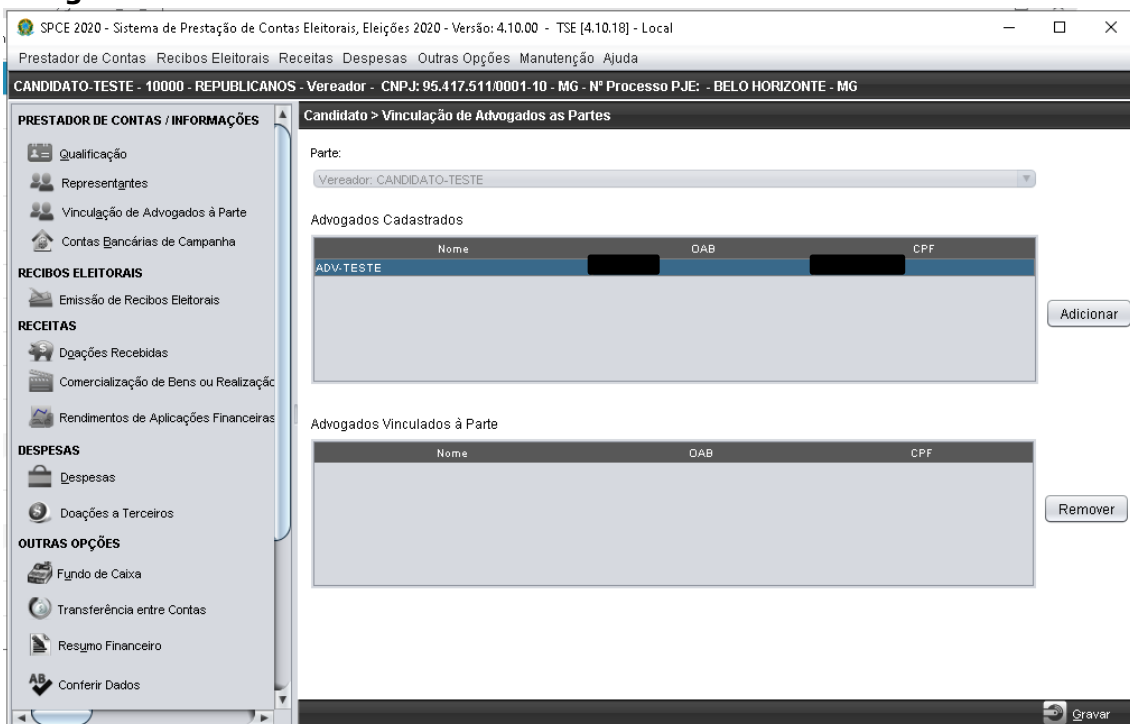 SPCE 2020 - Sistema de Prestação de Contas Eleitorais, Eleições 2020 - Versão: 4.10.00 - TSE [4.10.18] - Local
Prestador de Contas Recibos Eleitorais Receitas Despesas Outras Opções Manutenção Ajuda
CANDIDATO-TESTE - 10000 - REPUBLICANOS - Vereador - CNPJ: 95.417.511/0001-10 - MG - Nº Processo PJE: - BELO HORIZONTE - MG
PRESTADOR DE CONTAS / INFORMAÇÕES
Qualificação
Representantes
Vinculação de Advogados à Parte
Contas Bancárias de Campanha
RECIBOS ELEITORAIS
Emissão de Recibos Eleitorais
RECEITAS
Doações Recebidas
Comercialização de Bens ou Realizaçãc
Rendimentos de Aplicações Financeiras
DESPESAS
Despesas
Doações a Terceiros
OUTRAS OPÇÕES
Fundo de Caixa
Transferência entre Contas
Resumo Financeiro
Conferir Dados
Candidato > Vinculação de Advogados as Partes
Parte:
Vereador: CANDIDATO-TESTE
Advogados Cadastrados
Nome OAB CPF
ADV-TESTE
Adicionar
Advogados Vinculados à Parte
Nome OAB CPF
Remover
Gravar